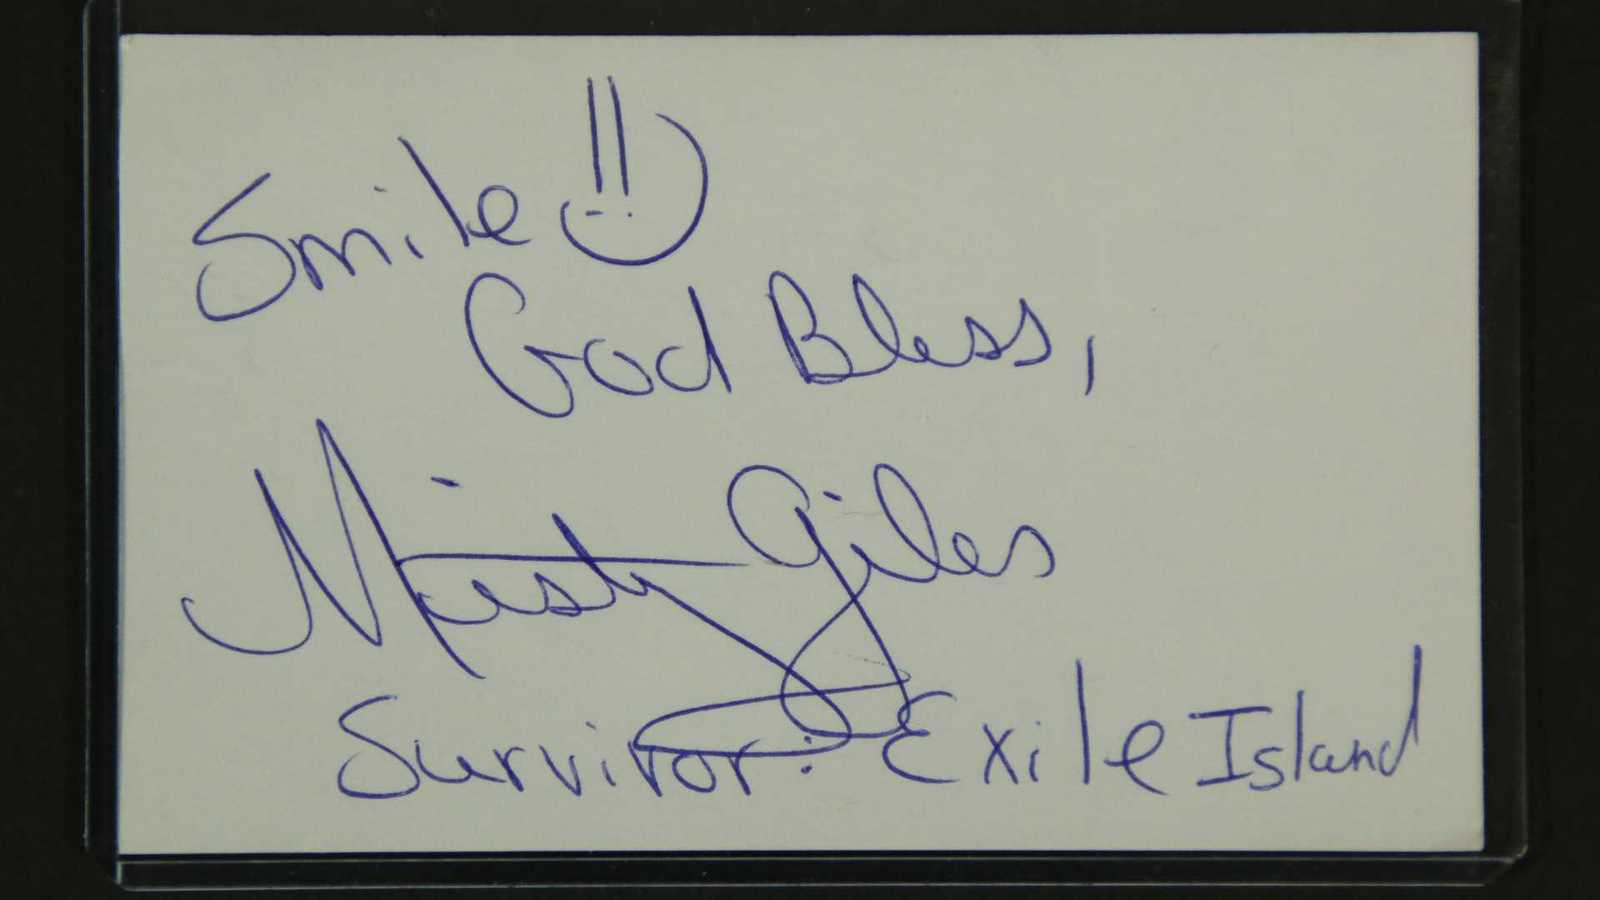 Smile !!
God Bless,
Misty Giles
Survivor: Exile Island